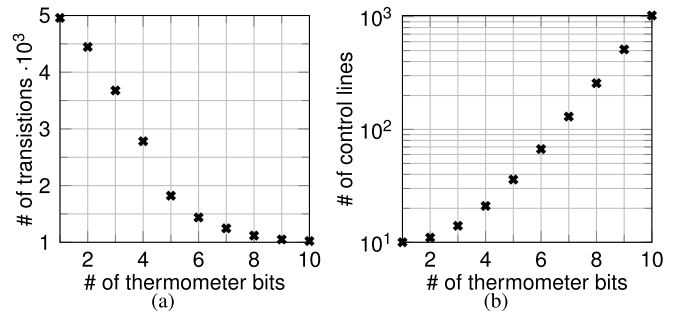 # of transistions ·10³
5
4
3
2
1
2 4 6 8 10
# of thermometer bits
(a)
# of control lines
10³
10²
10¹
2 4 6 8 10
# of thermometer bits
(b)